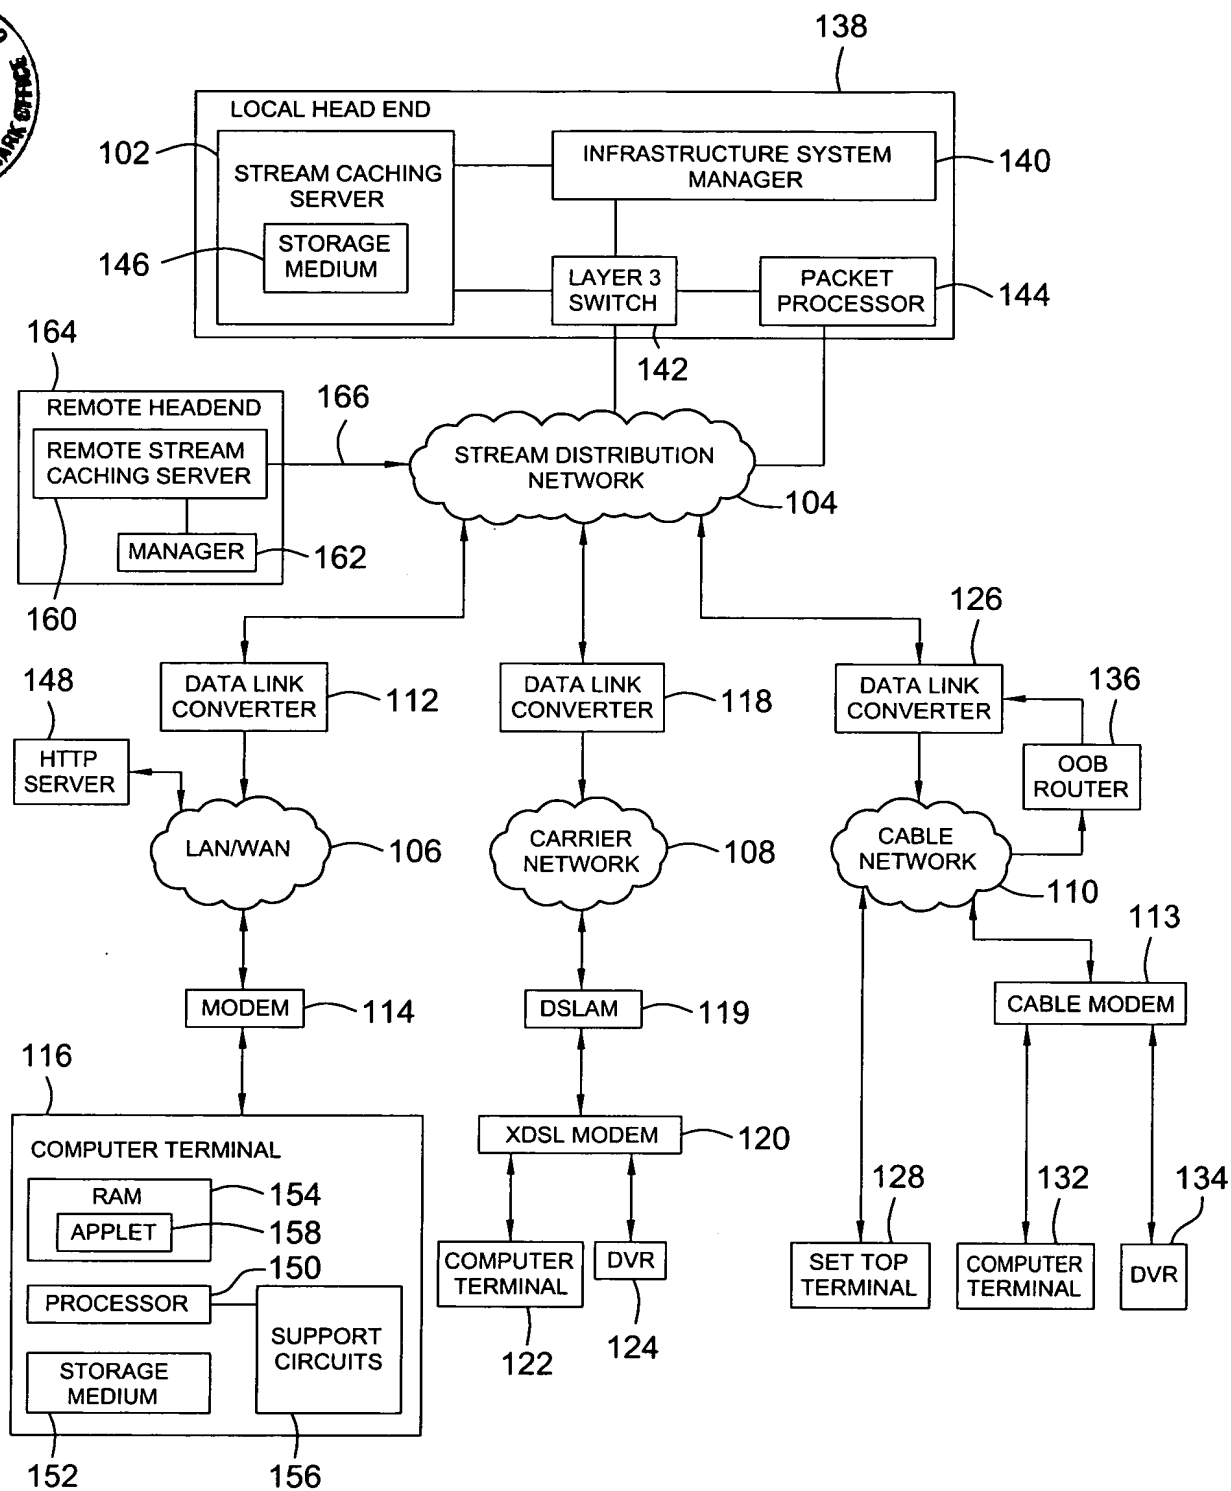 138
LOCAL HEAD END
102
STREAM CACHING
SERVER
INFRASTRUCTURE SYSTEM
MANAGER
140
146
STORAGE
MEDIUM
LAYER 3
SWITCH
PACKET
PROCESSOR
144
142
164
REMOTE HEADEND
166
REMOTE STREAM
CACHING SERVER
STREAM DISTRIBUTION
NETWORK
104
MANAGER
162
160
126
148
DATA LINK
CONVERTER
112
DATA LINK
CONVERTER
118
DATA LINK
CONVERTER
136
HTTP
SERVER
OOB
ROUTER
LAN/WAN
106
CARRIER
NETWORK
108
CABLE
NETWORK
110
113
MODEM
114
DSLAM
119
CABLE MODEM
116
COMPUTER TERMINAL
XDSL MODEM
120
RAM
154
APPLET
158
128
132
134
COMPUTER
TERMINAL
DVR
SET TOP
TERMINAL
COMPUTER
TERMINAL
DVR
150
PROCESSOR
SUPPORT
CIRCUITS
122
124
STORAGE
MEDIUM
152
156
ARK OFFICE